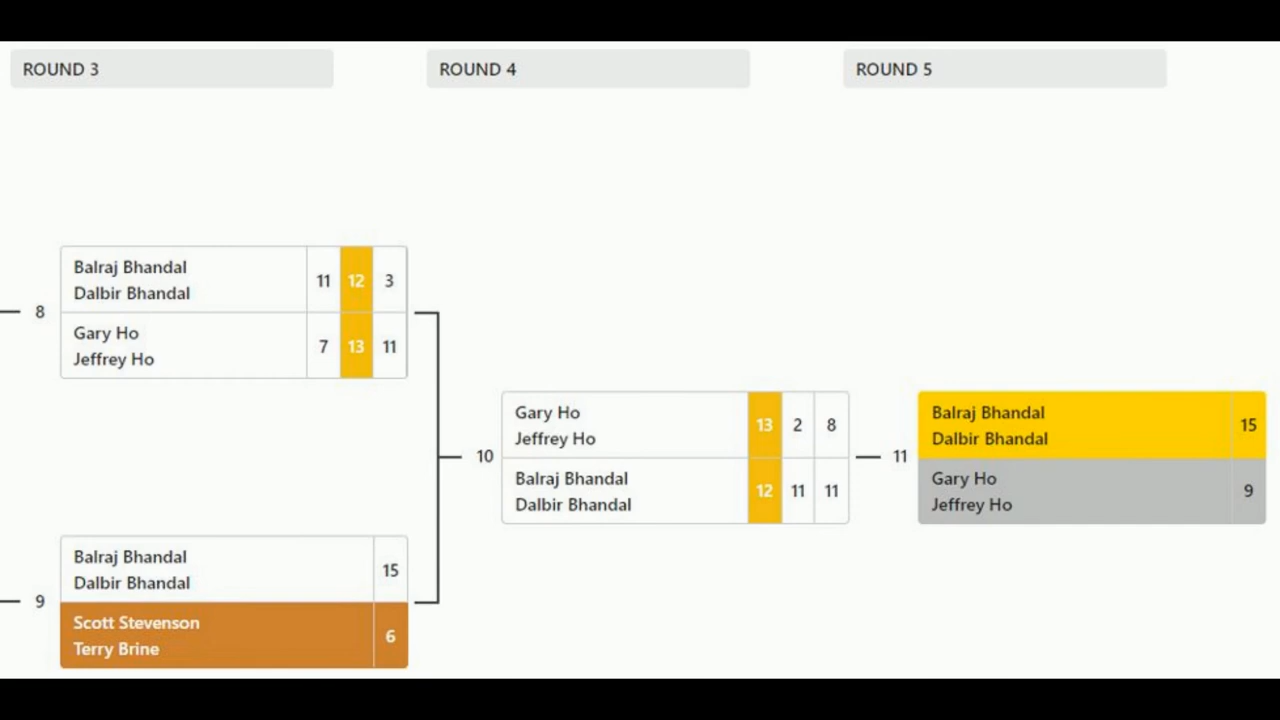 ROUND 3
ROUND 4
ROUND 5
8
Balraj Bhandal
Dalbir Bhandal
11 12 3
Gary Ho
Jeffrey Ho
7 13 11
9
Balraj Bhandal
Dalbir Bhandal
15
Scott Stevenson
Terry Brine
6
10
Gary Ho
Jeffrey Ho
13 2 8
Balraj Bhandal
Dalbir Bhandal
12 11 11
11
Balraj Bhandal
Dalbir Bhandal
15
Gary Ho
Jeffrey Ho
9